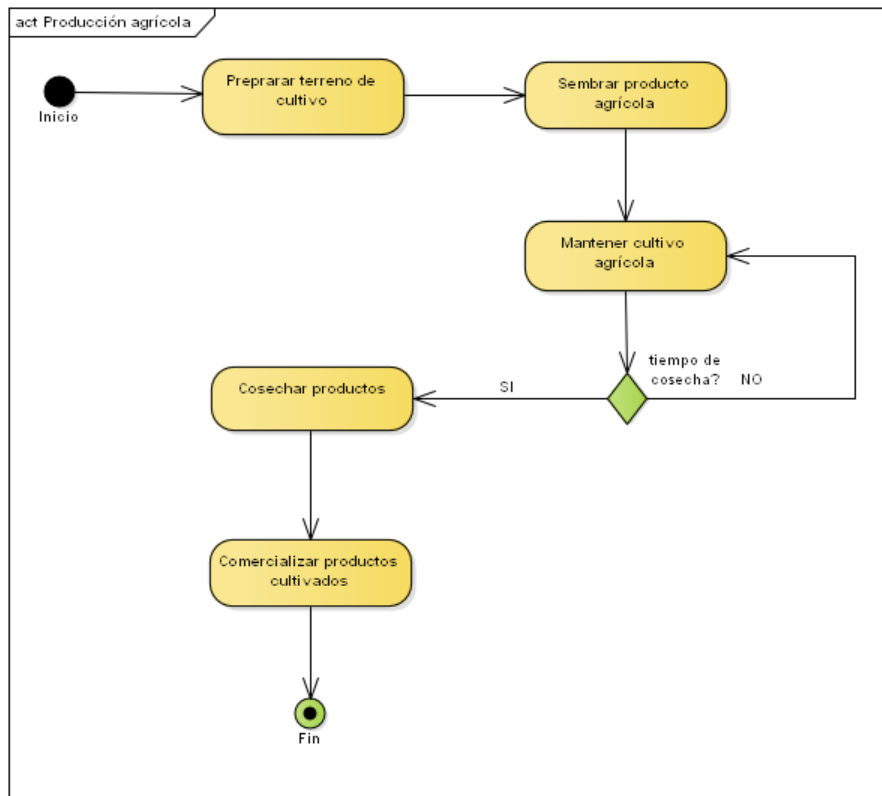 act Producción agrícola
Inicio
Preprarar terreno de
cultivo
Sembrar producto
agrícola
Mantener cultivo
agrícola
tiempo de
cosecha?
NO
SI
Cosechar productos
Comercializar productos
cultivados
Fin